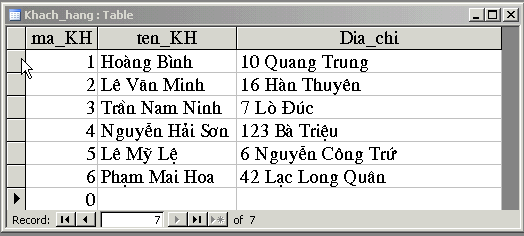 Khach_hang : Table
ma_KH ten_KH Dia_chi
1 Hoàng Bình 10 Quang Trung
2 Lê Văn Minh 16 Hàn Thuyên
3 Trần Nam Ninh 7 Lò Đúc
4 Nguyễn Hải Sơn 123 Bà Triệu
5 Lê Mỹ Lệ 6 Nguyễn Công Trứ
6 Phạm Mai Hoa 42 Lạc Long Quân
0
Record: 7 of 7